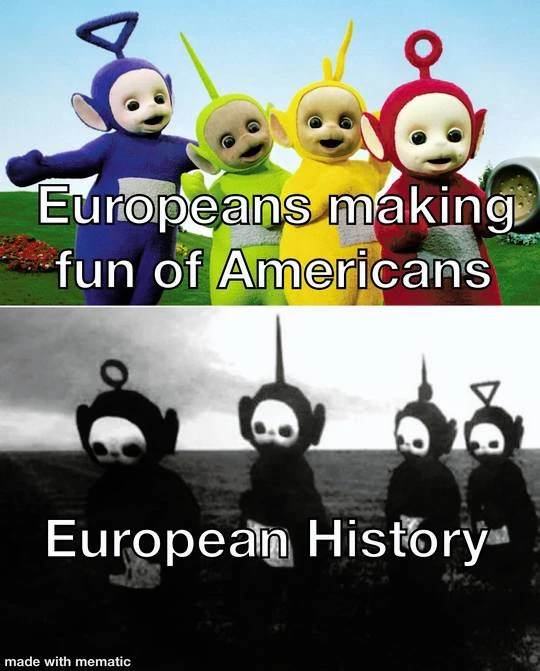 Europeans making
fun of Americans
European History
made with mematic